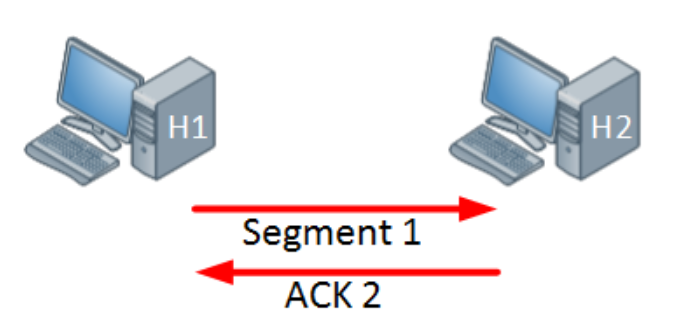 H1
H2
Segment 1
ACK 2